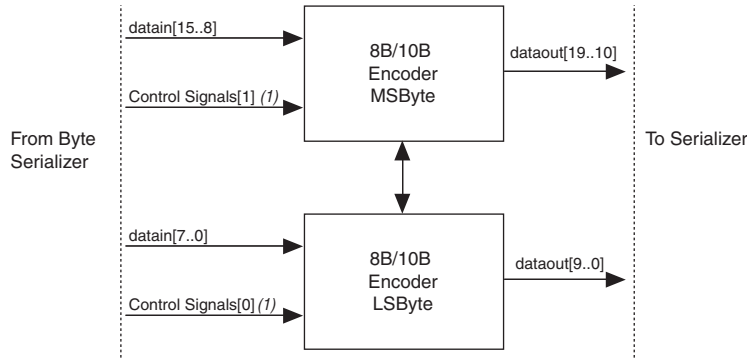 datain[15..8]
8B/10B
Encoder
MSByte
dataout[19..10]
Control Signals[1] (1)
From Byte
Serializer
To Serializer
datain[7..0]
8B/10B
Encoder
LSByte
dataout[9..0]
Control Signals[0] (1)